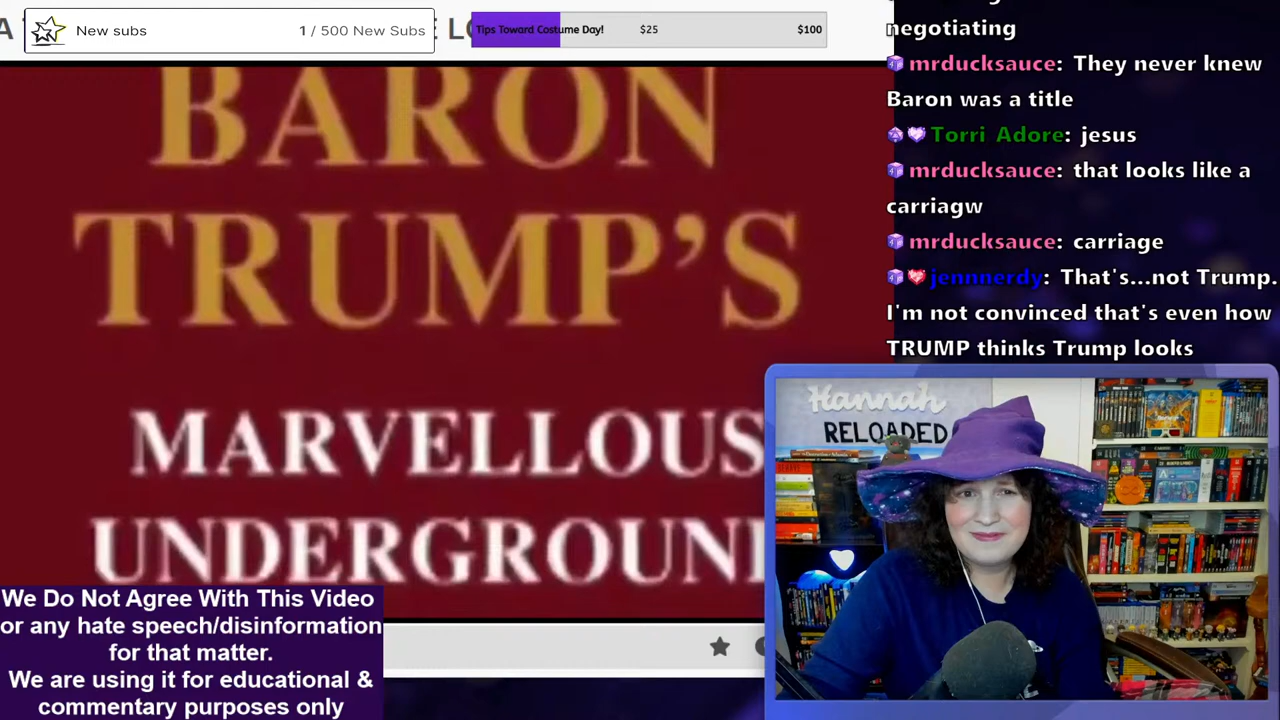 A
New subs
1 / 500 New Subs
Tips Toward Costume Day!
$25
$100
BARON
TRUMP'S
MARVELLOUS
UNDERGROUN
We Do Not Agree With This Video
or any hate speech/disinformation
for that matter.
We are using it for educational &
commentary purposes only
negotiating
mrducksauce: They never knew
Baron was a title
Torri_Adore: jesus
mrducksauce: that looks like a
carriagw
mrducksauce: carriage
jennnerdy: That's...not Trump.
I'm not convinced that's even how
TRUMP thinks Trump looks
Hannah
RELOADED